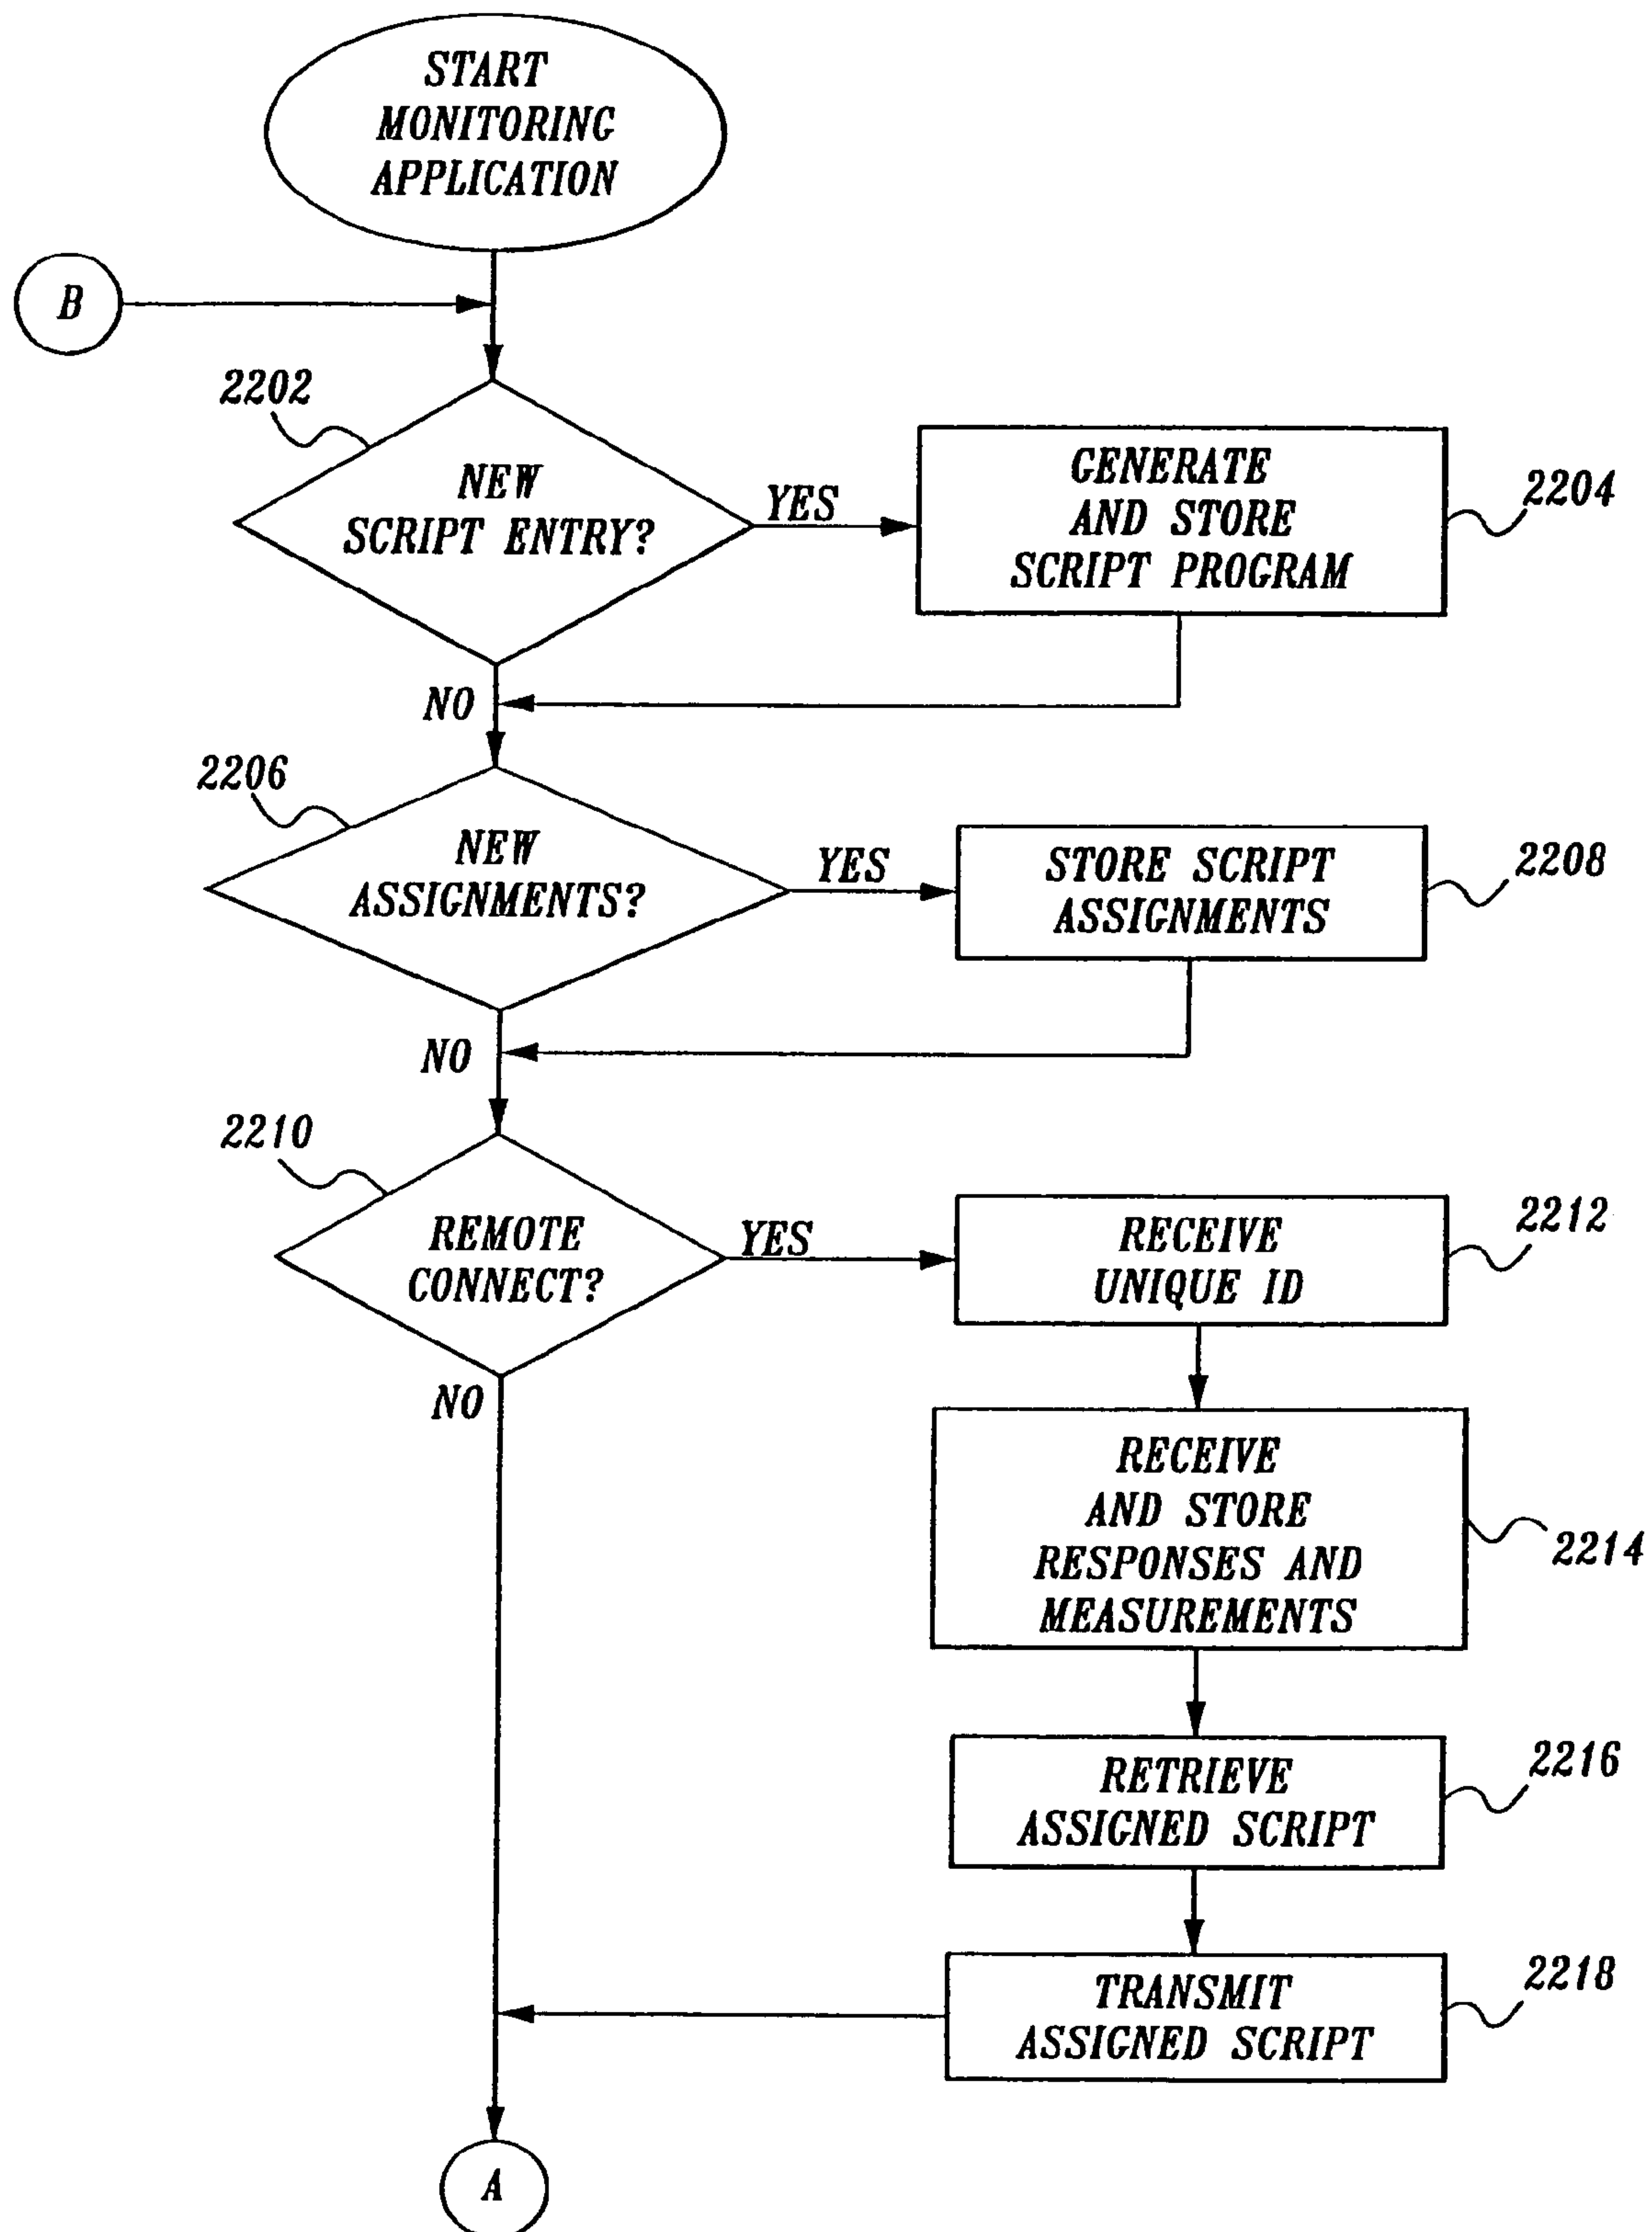 START
MONITORING
APPLICATION
B
2202
NEW
SCRIPT ENTRY?
YES
GENERATE
AND STORE
SCRIPT PROGRAM
2204
NO
2206
NEW
ASSIGNMENTS?
YES
STORE SCRIPT
ASSIGNMENTS
2208
NO
2210
REMOTE
CONNECT?
YES
RECEIVE
UNIQUE ID
2212
NO
RECEIVE
AND STORE
RESPONSES AND
MEASUREMENTS
2214
RETRIEVE
ASSIGNED SCRIPT
2216
TRANSMIT
ASSIGNED SCRIPT
2218
A